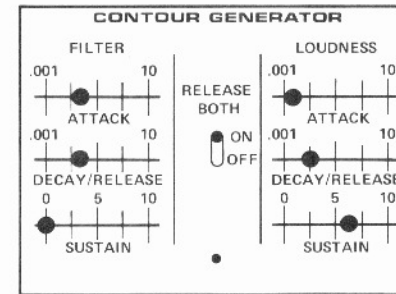 CONTOUR GENERATOR
FILTER
.001 10
ATTACK
.001 10
DECAY/RELEASE
0 5 10
SUSTAIN
RELEASE
BOTH
ON
OFF
LOUDNESS
.001 10
ATTACK
.001 10
DECAY/RELEASE
0 5 10
SUSTAIN